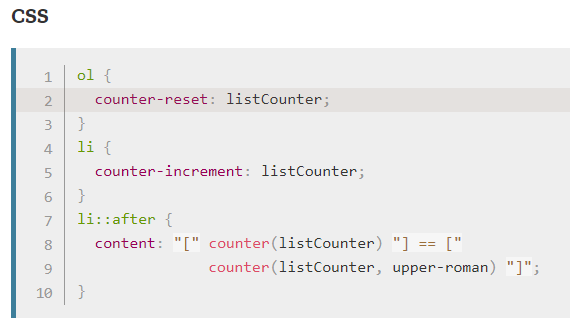 CSS
1 ol {
2   counter-reset: listCounter;
3 }
4 li {
5   counter-increment: listCounter;
6 }
7 li::after {
8   content: "[" counter(listCounter) "] == ["
9                counter(listCounter, upper-roman) "]";
10 }